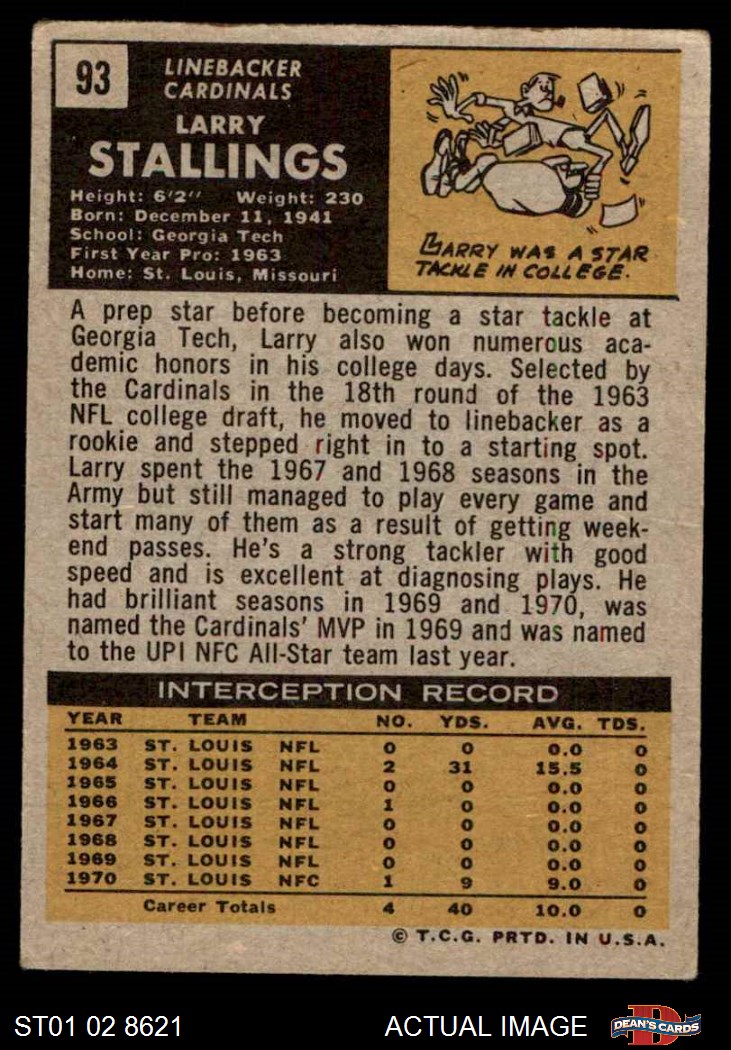 93
LINEBACKER
CARDINALS
LARRY
STALLINGS
Height: 6'2" Weight: 230
Born: December 11, 1941
School: Georgia Tech
First Year Pro: 1963
Home: St. Louis, Missouri
LARRY WAS A STAR
TACKLE IN COLLEGE.
A prep star before becoming a star tackle at
Georgia Tech, Larry also won numerous aca-
demic honors in his college days. Selected by
the Cardinals in the 18th round of the 1963
NFL college draft, he moved to linebacker as a
rookie and stepped right in to a starting spot.
Larry spent the 1967 and 1968 seasons in the
Army but still managed to play every game and
start many of them as a result of getting week-
end passes. He's a strong tackler with good
speed and is excellent at diagnosing plays. He
had brilliant seasons in 1969 and 1970, was
named the Cardinals' MVP in 1969 and was named
to the UPI NFC All-Star team last year.
INTERCEPTION RECORD
YEAR TEAM NO. YDS. AVG. TDS.
1963 ST. LOUIS NFL 0 0 0.0 0
1964 ST. LOUIS NFL 2 31 15.5 0
1965 ST. LOUIS NFL 0 0 0.0 0
1966 ST. LOUIS NFL 1 0 0.0 0
1967 ST. LOUIS NFL 0 0 0.0 0
1968 ST. LOUIS NFL 0 0 0.0 0
1969 ST. LOUIS NFL 0 0 0.0 0
1970 ST. LOUIS NFC 1 9 9.0 0
Career Totals 4 40 10.0 0
© T.C.G. PRTD. IN U.S.A.
ST01 02 8621 ACTUAL IMAGE DEAN'S CARDS